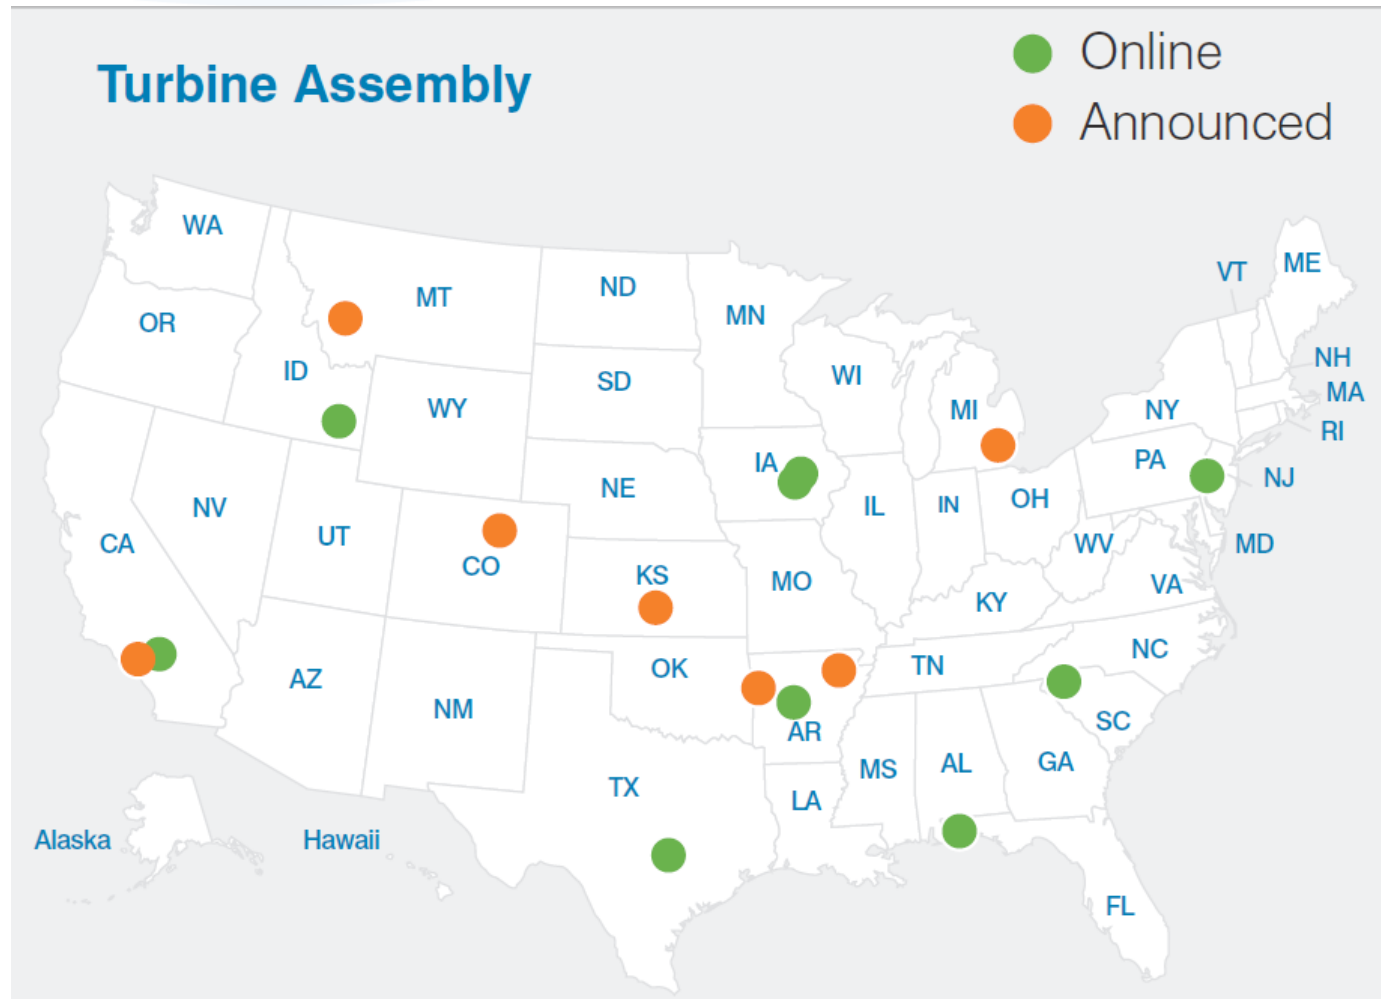 Turbine Assembly
Online
Announced
WA
MT
ND
MN
VT
ME
OR
ID
WY
SD
WI
MI
NY
NH
MA
RI
NV
UT
CO
NE
IA
IL
IN
OH
PA
NJ
CA
KS
MO
KY
WV
VA
MD
AZ
NM
OK
TN
NC
AR
SC
TX
LA
MS
AL
GA
Alaska
Hawaii
FL